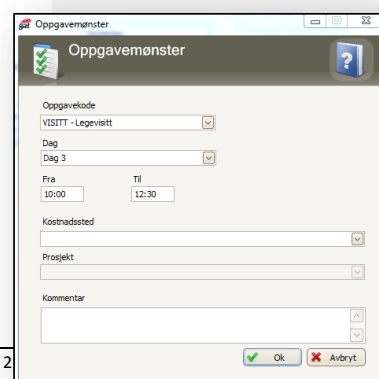 Oppgavemønster
Oppgavemønster
Oppgavekode
VISITT - Legevisitt
Dag
Dag 3
Fra Til
10:00 12:30
Kostnadssted
Prosjekt
Kommentar
Ok Avbryt
2